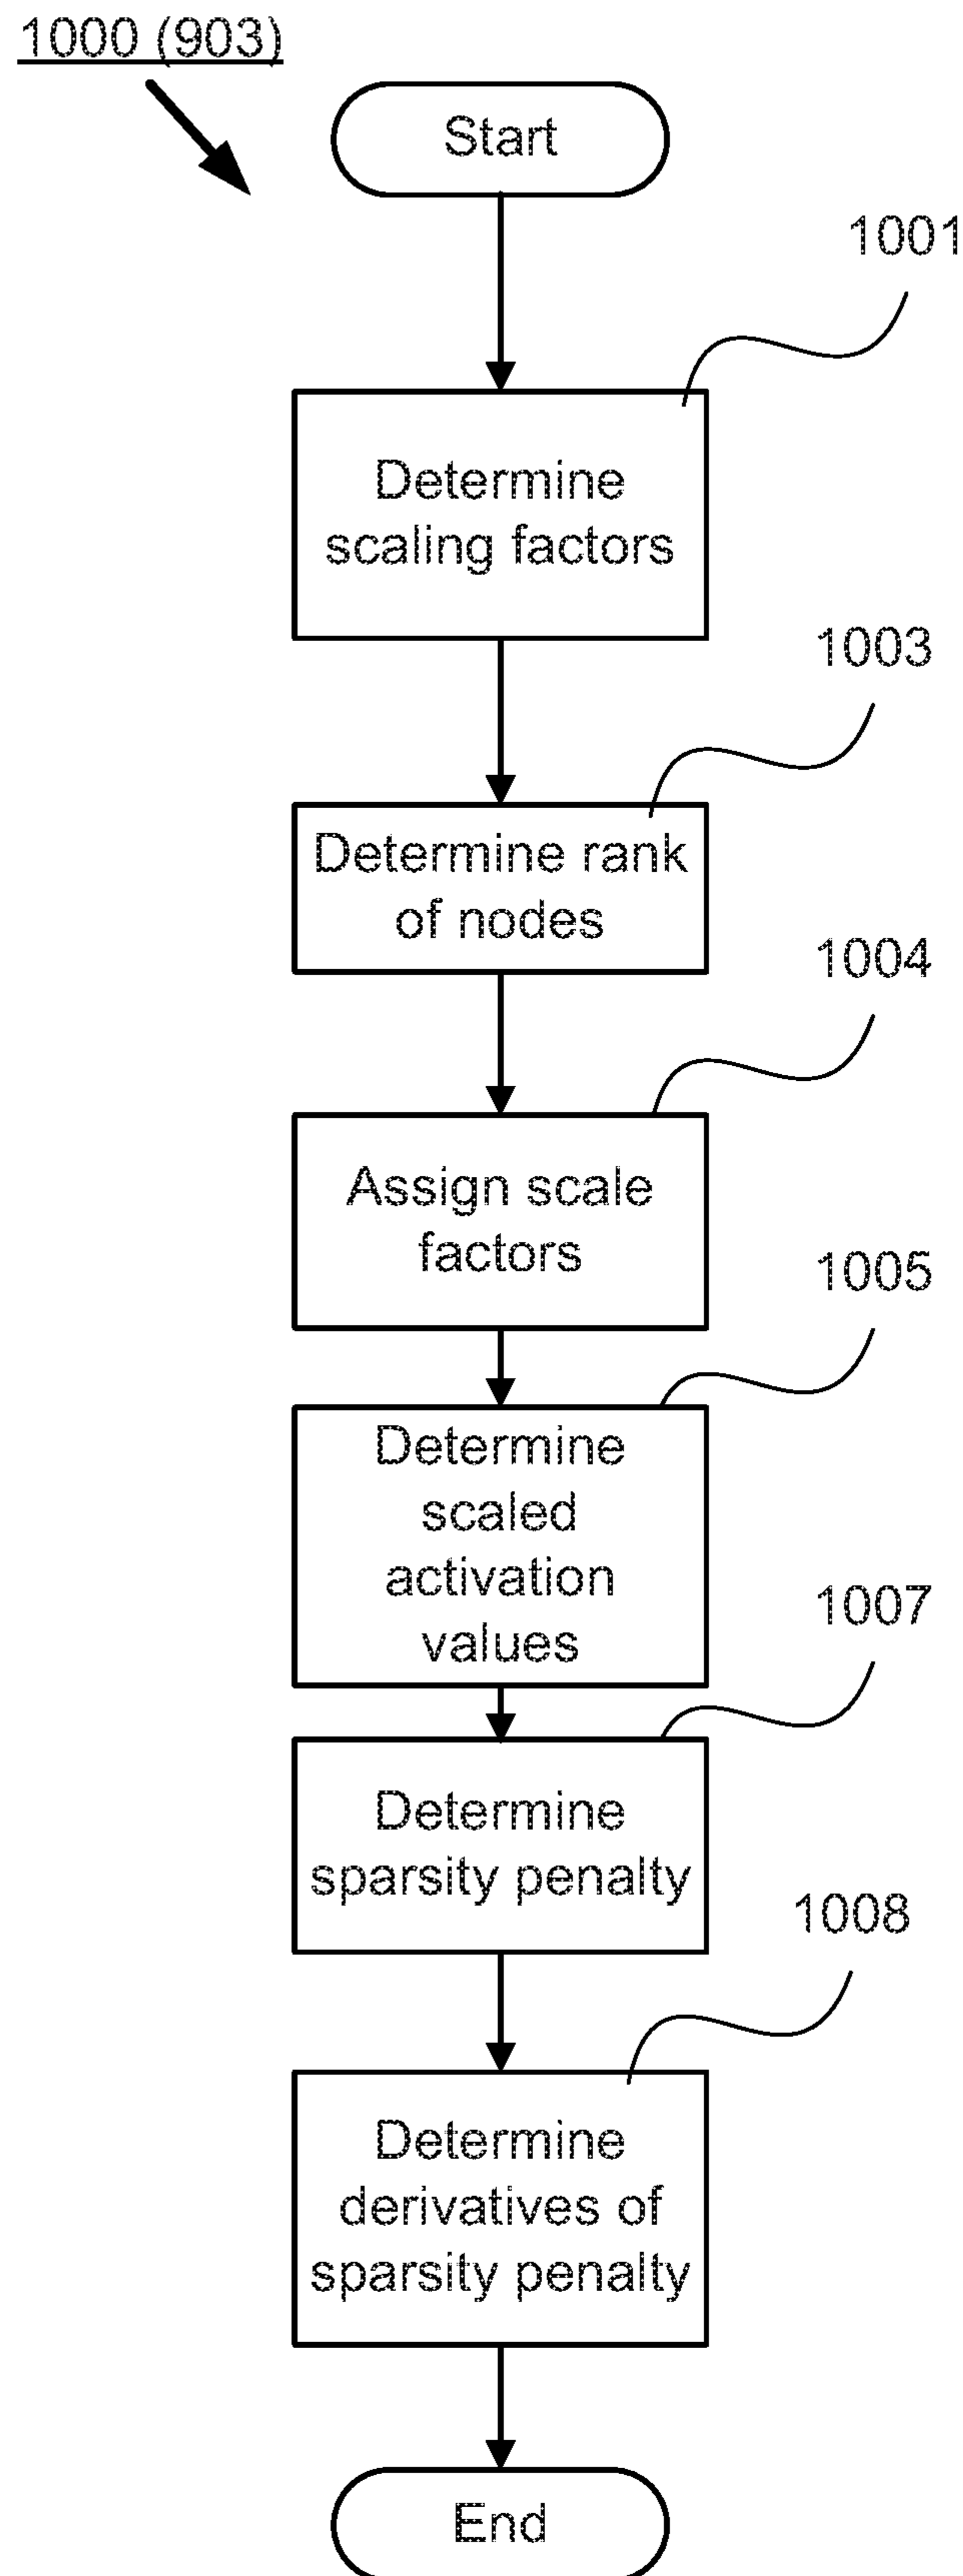 1000 (903)
Start
1001
Determine
scaling factors
1003
Determine rank
of nodes
1004
Assign scale
factors
1005
Determine
scaled
activation
values
1007
Determine
sparsity penalty
1008
Determine
derivatives of
sparsity penalty
End